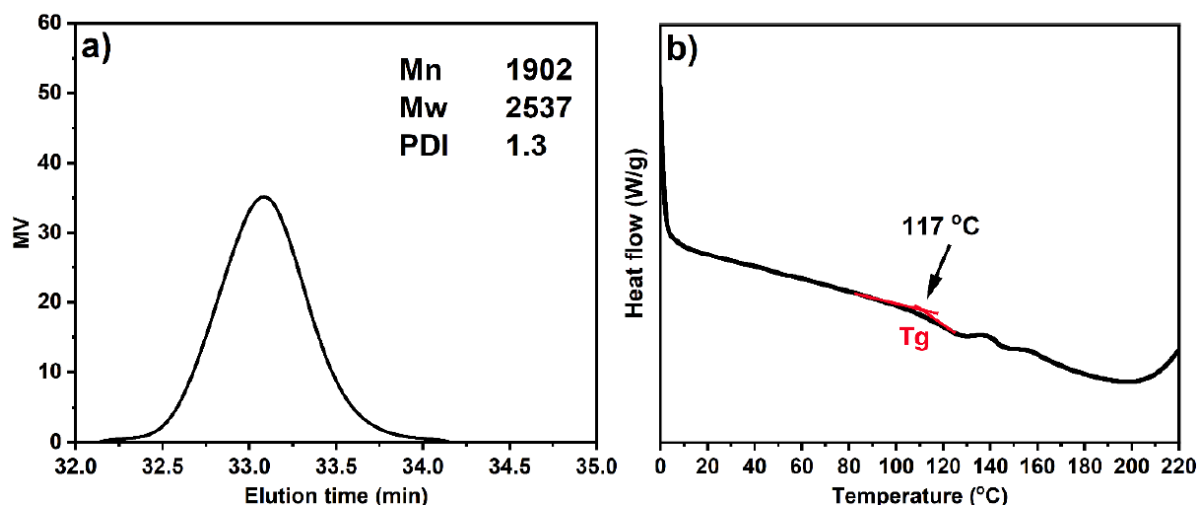 a)
Mn 1902
Mw 2537
PDI 1.3
MV
60
50
40
30
20
10
0
32.0 32.5 33.0 33.5 34.0 34.5 35.0
Elution time (min)
b)
117 °C
Tg
Heat flow (W/g)
0 20 40 60 80 100 120 140 160 180 200 220
Temperature (°C)